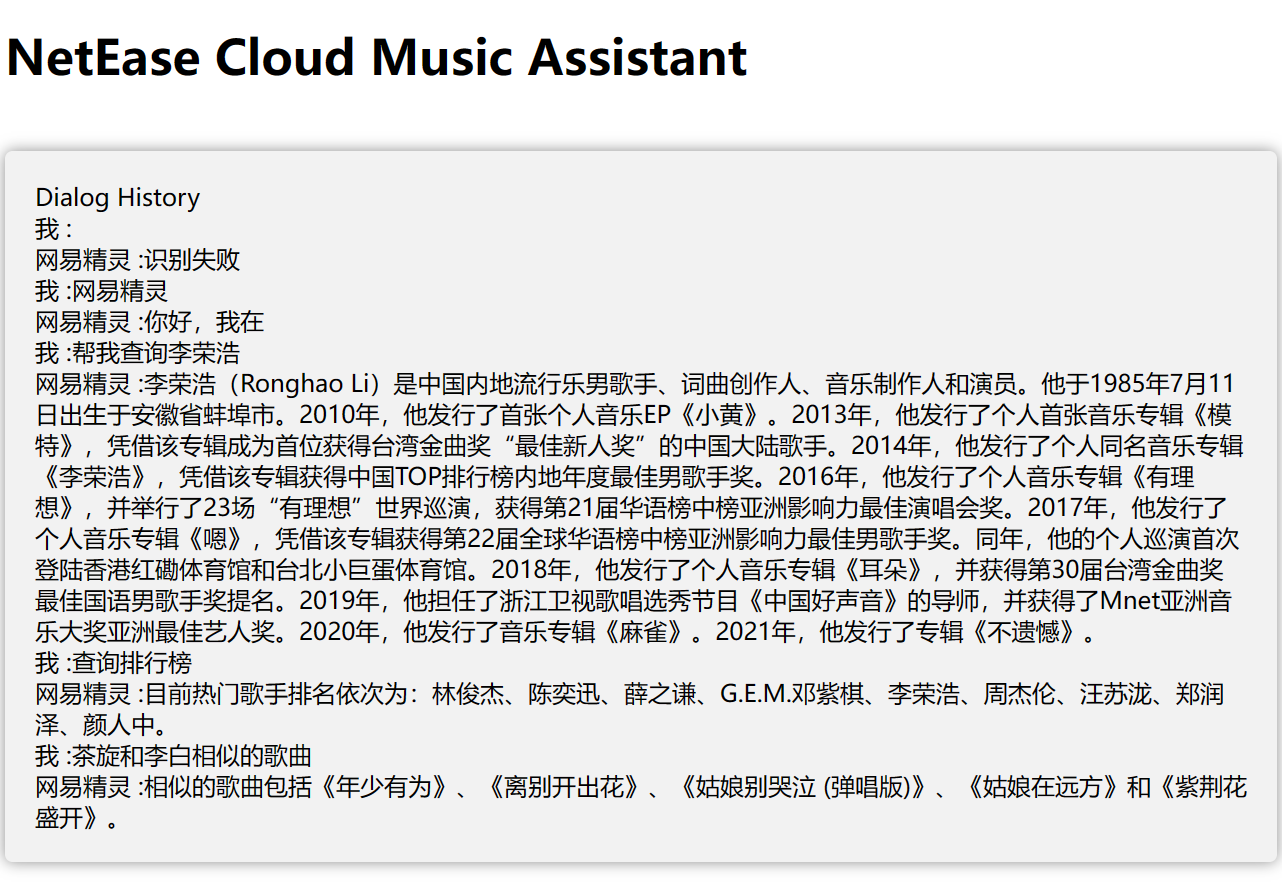 NetEase Cloud Music Assistant
Dialog History
我 :
网易精灵 :识别失败
我 :网易精灵
网易精灵 :你好，我在
我 :帮我查询李荣浩
网易精灵 :李荣浩（Ronghao Li）是中国内地流行乐男歌手、词曲创作人、音乐制作人和演员。他于1985年7月11
日出生于安徽省蚌埠市。2010年，他发行了首张个人音乐EP《小黄》。2013年，他发行了个人首张音乐专辑《模
特》，凭借该专辑成为首位获得台湾金曲奖“最佳新人奖”的中国大陆歌手。2014年，他发行了个人同名音乐专辑
《李荣浩》，凭借该专辑获得中国TOP排行榜内地年度最佳男歌手奖。2016年，他发行了个人音乐专辑《有理
想》，并举行了23场“有理想”世界巡演，获得第21届华语榜中榜亚洲影响力最佳演唱会奖。2017年，他发行了
个人音乐专辑《嗯》，凭借该专辑获得第22届全球华语榜中榜亚洲影响力最佳男歌手奖。同年，他的个人巡演首次
登陆香港红磡体育馆和台北小巨蛋体育馆。2018年，他发行了个人音乐专辑《耳朵》，并获得第30届台湾金曲奖
最佳国语男歌手奖提名。2019年，他担任了浙江卫视歌唱选秀节目《中国好声音》的导师，并获得了Mnet亚洲音
乐大奖亚洲最佳艺人奖。2020年，他发行了音乐专辑《麻雀》。2021年，他发行了专辑《不遗憾》。
我 :查询排行榜
网易精灵 :目前热门歌手排名依次为：林俊杰、陈奕迅、薛之谦、G.E.M.邓紫棋、李荣浩、周杰伦、汪苏泷、郑润
泽、颜人中。
我 :茶旋和李白相似的歌曲
网易精灵 :相似的歌曲包括《年少有为》、《离别开出花》、《姑娘别哭泣 (弹唱版)》、《姑娘在远方》和《紫荆花
盛开》。